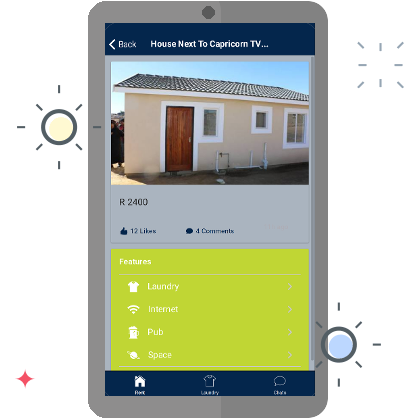 Back House Next To Capricorn TV...
R 2400
12 Likes 4 Comments
Features
Laundry
Internet
Pub
Space
Rent Laundry Chats